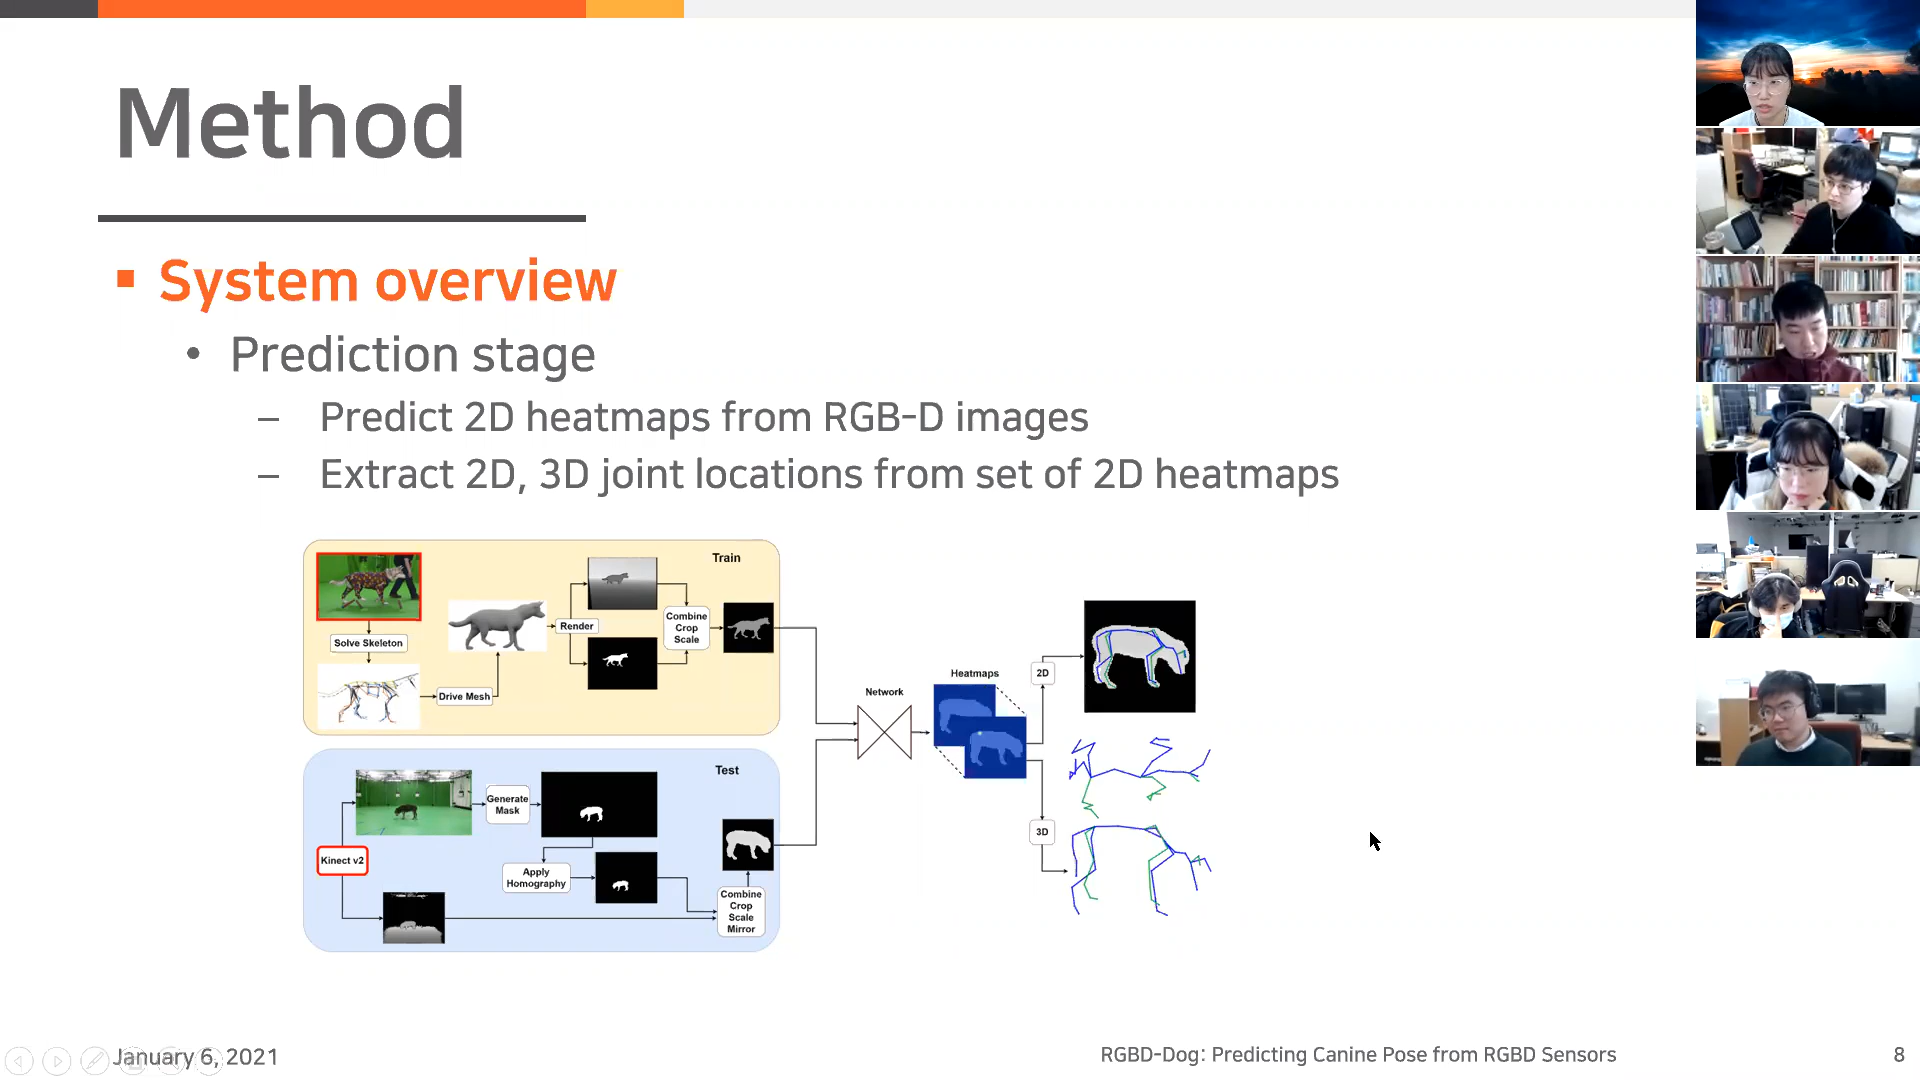 Method
System overview
Prediction stage
Predict 2D heatmaps from RGB-D images
Extract 2D, 3D joint locations from set of 2D heatmaps
Train
Solve Skeleton
Drive Mesh
Render
Combine
Crop
Scale
Test
Kinect v2
Generate
Mask
Apply
Homography
Combine
Crop
Scale
Mirror
Network
Heatmaps
2D
3D
January 6, 2021
RGBD-Dog: Predicting Canine Pose from RGBD Sensors
8